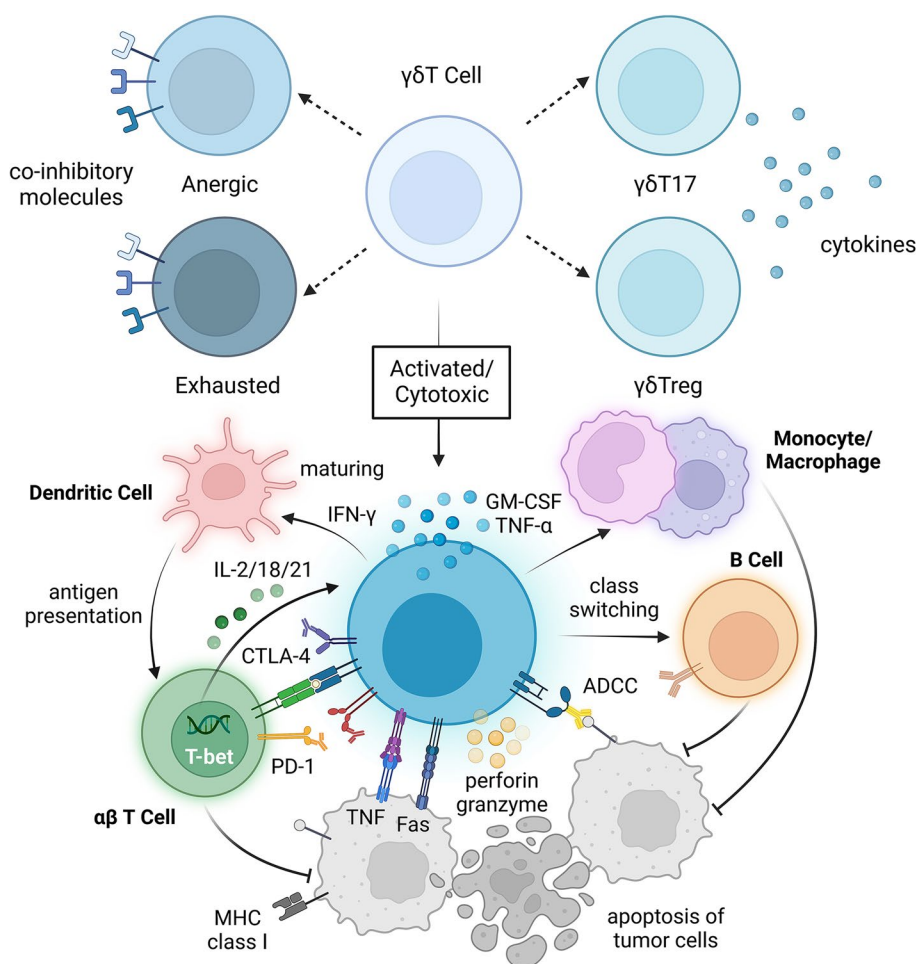 γδT Cell
co-inhibitory
molecules
Anergic
γδT17
cytokines
Exhausted
γδTreg
Activated/
Cytotoxic
Monocyte/
Macrophage
Dendritic Cell
maturing
IFN-γ
GM-CSF
TNF-α
B Cell
IL-2/18/21
antigen
presentation
class
switching
CTLA-4
ADCC
T-bet
PD-1
perforin
granzyme
αβ T Cell
TNF
Fas
MHC
class I
apoptosis of
tumor cells